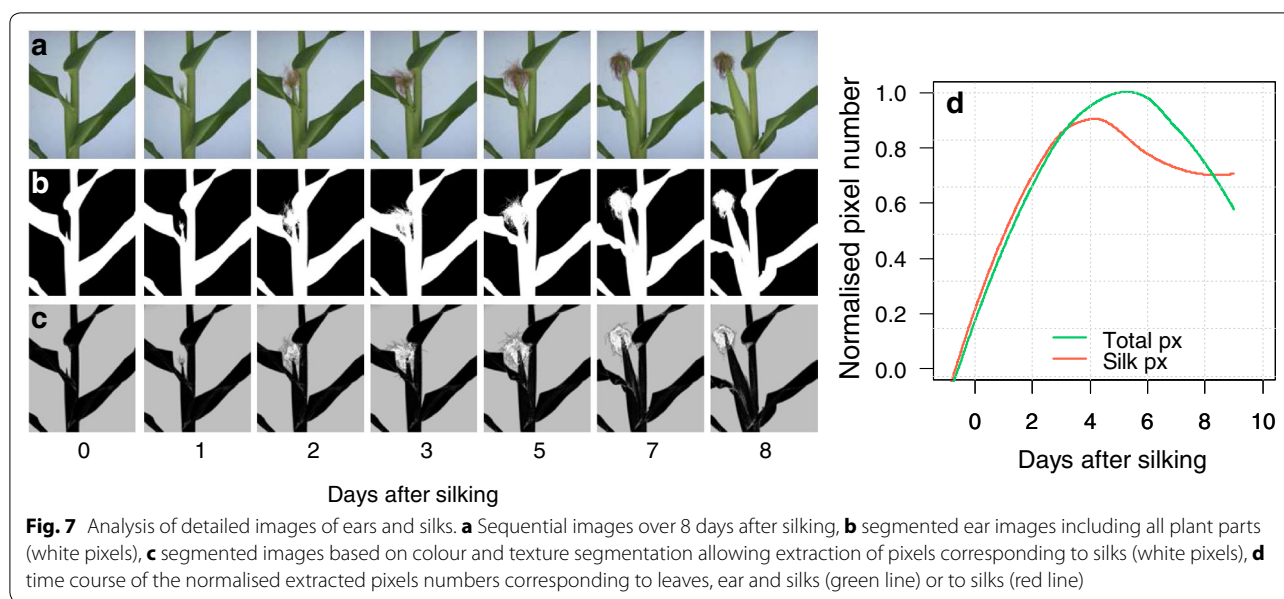 a
b
c
0 1 2 3 5 7 8
Days after silking
d
Normalised pixel number
1.0
0.8
0.6
0.4
0.2
0.0
Total px
Silk px
0 2 4 6 8 10
Days after silking
Fig. 7 Analysis of detailed images of ears and silks. a Sequential images over 8 days after silking, b segmented ear images including all plant parts
(white pixels), c segmented images based on colour and texture segmentation allowing extraction of pixels corresponding to silks (white pixels), d
time course of the normalised extracted pixels numbers corresponding to leaves, ear and silks (green line) or to silks (red line)